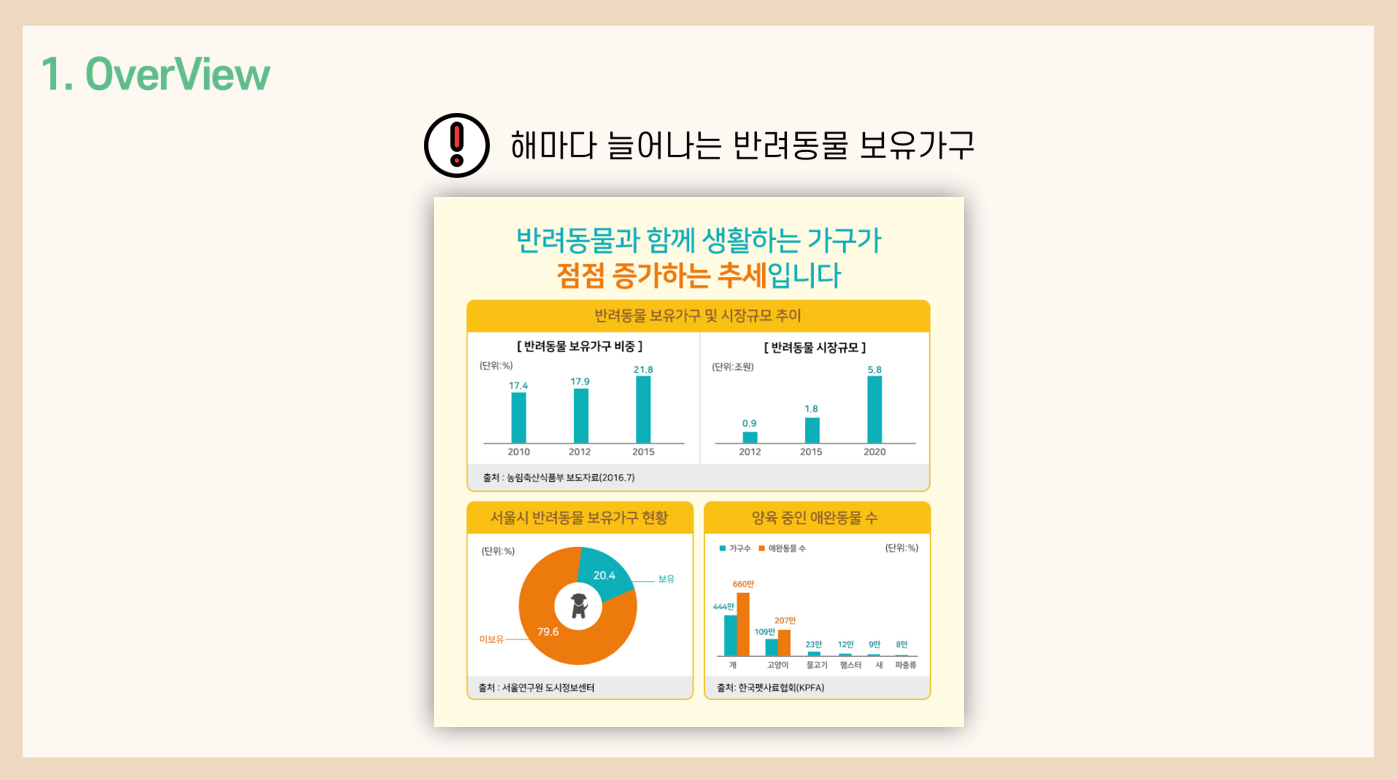 1. OverView
해마다 늘어나는 반려동물 보유가구
반려동물과 함께 생활하는 가구가
점점 증가하는 추세입니다
반려동물 보유가구 및 시장규모 추이
[ 반려동물 보유가구 비중 ]
(단위:%)
17.4
17.9
21.8
2010
2012
2015
[ 반려동물 시장규모 ]
(단위:조원)
0.9
1.8
5.8
2012
2015
2020
출처 : 농림축산식품부 보도자료(2016.7)
서울시 반려동물 보유가구 현황
(단위:%)
20.4
보유
79.6
미보유
출처 : 서울연구원 도시정보센터
양육 중인 애완동물 수
가구수
애완동물 수
(단위:%)
444만
660만
109만
207만
23만
12만
9만
8만
개
고양이
물고기
햄스터
새
파충류
출처: 한국펫사료협회(KPFA)